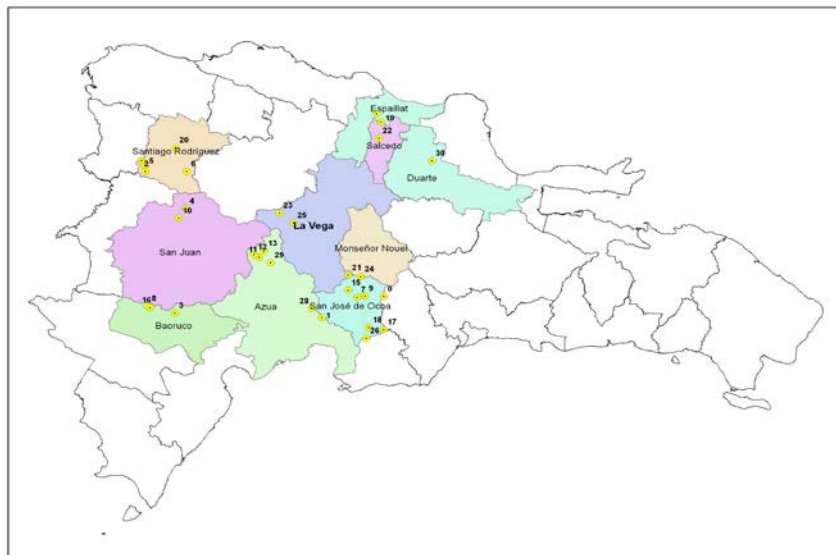 Espaillat
19
22
Salcedo
20
Santiago Rodríguez
5
2
6
30
Duarte
4
10
23
25
La Vega
San Juan
13
12
11
29
Monseñor Nouel
21
24
15
7
9
0
16
8
3
28
San José de Ocoa
Azua
1
Baoruco
18
17
26